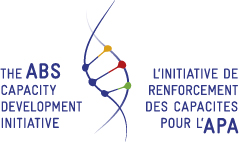 THE ABS
CAPACITY
DEVELOPMENT
INITIATIVE
L'INITIATIVE DE
RENFORCEMENT
DES CAPACITES
POUR L'APA